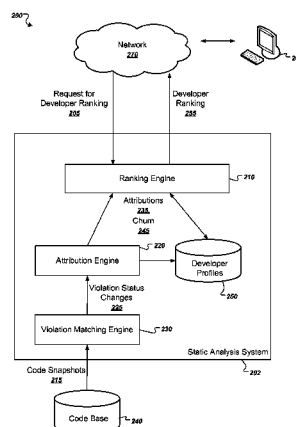 200
Network
270
Request for
Developer Ranking
205
Developer
Ranking
255
Ranking Engine
210
Attributions
235
Churn
245
220
Attribution Engine
Developer
Profiles
250
Violation Status
Changes
225
Violation Matching Engine
230
Static Analysis System
202
Code Snapshots
215
Code Base
240